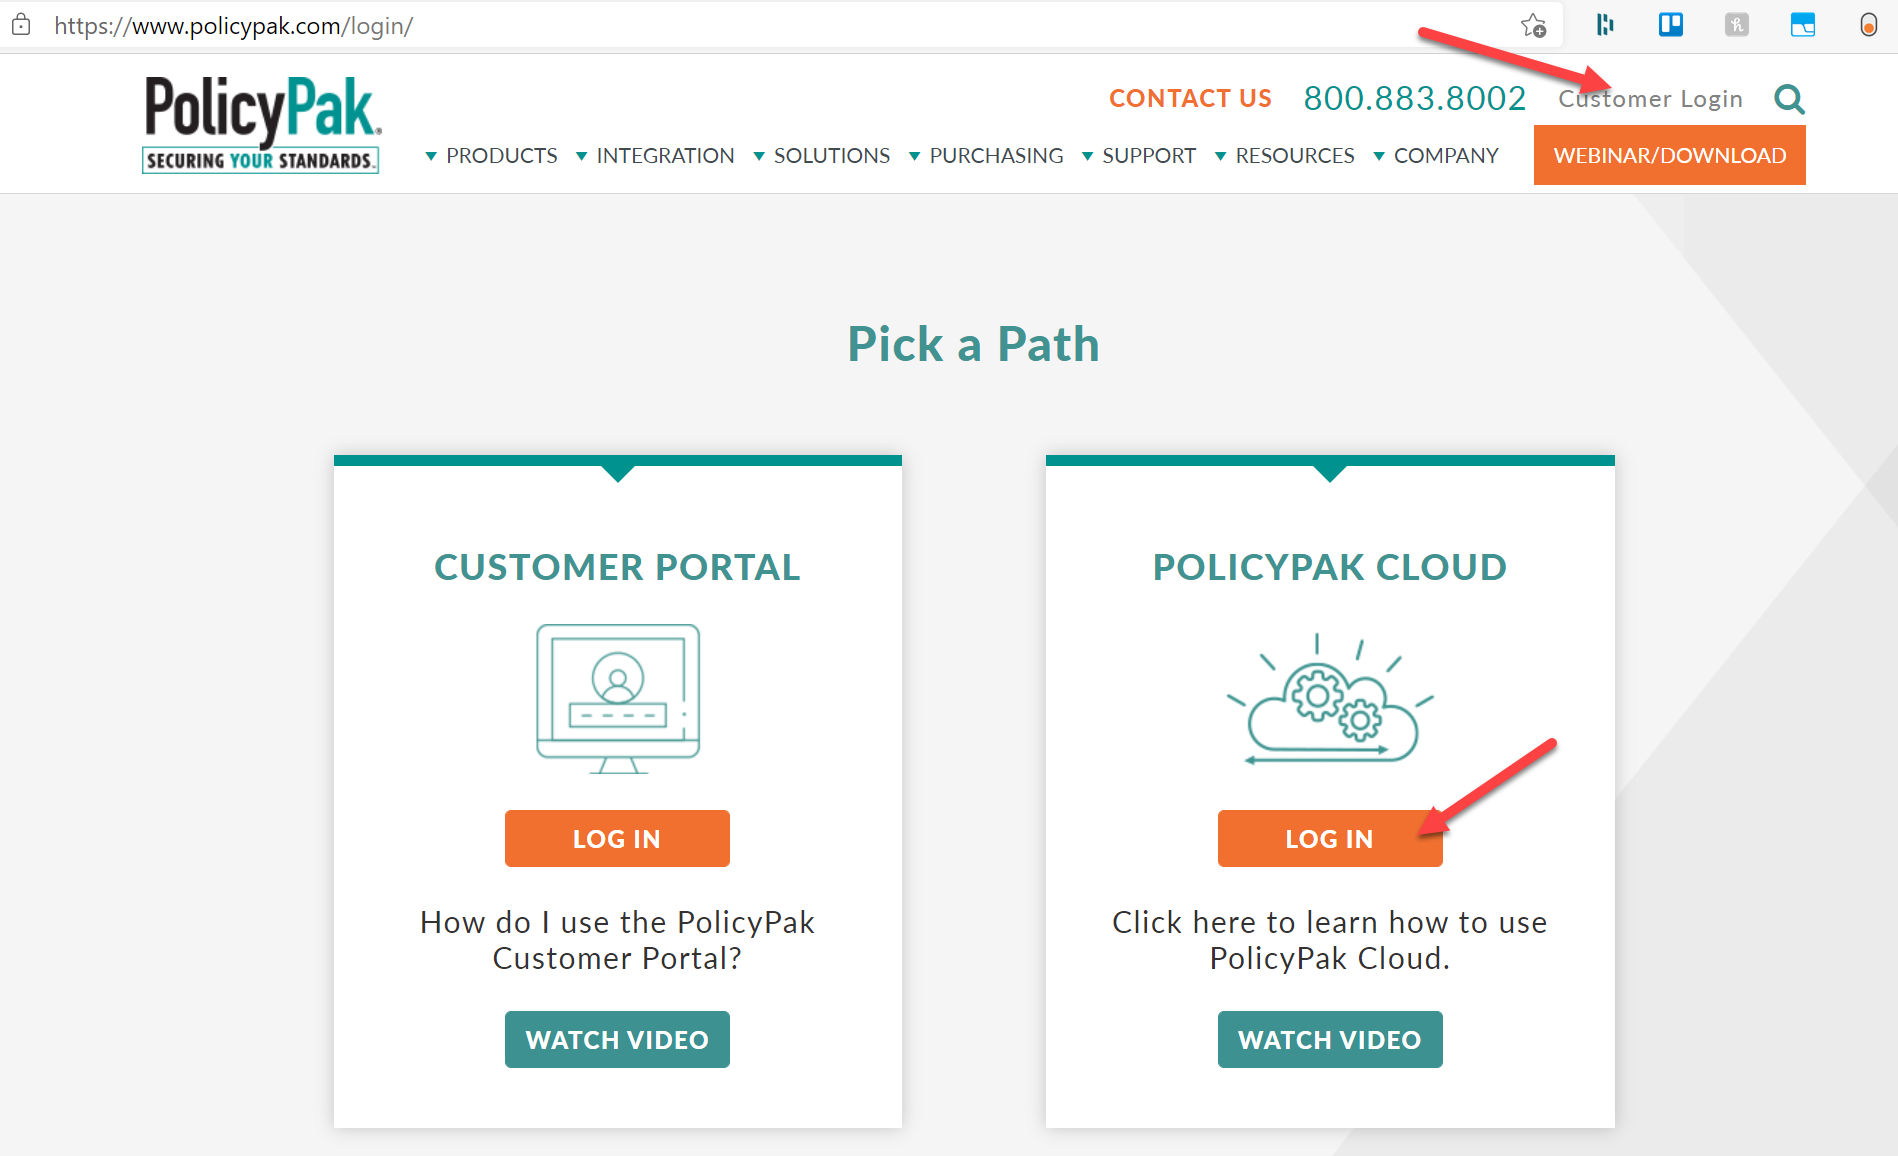 https://www.policypak.com/login/
PolicyPak®
SECURING YOUR STANDARDS.™
CONTACT US 800.883.8002 Customer Login
PRODUCTS INTEGRATION SOLUTIONS PURCHASING SUPPORT RESOURCES COMPANY WEBINAR/DOWNLOAD
Pick a Path
CUSTOMER PORTAL
LOG IN
How do I use the PolicyPak
Customer Portal?
WATCH VIDEO
POLICYPAK CLOUD
LOG IN
Click here to learn how to use
PolicyPak Cloud.
WATCH VIDEO